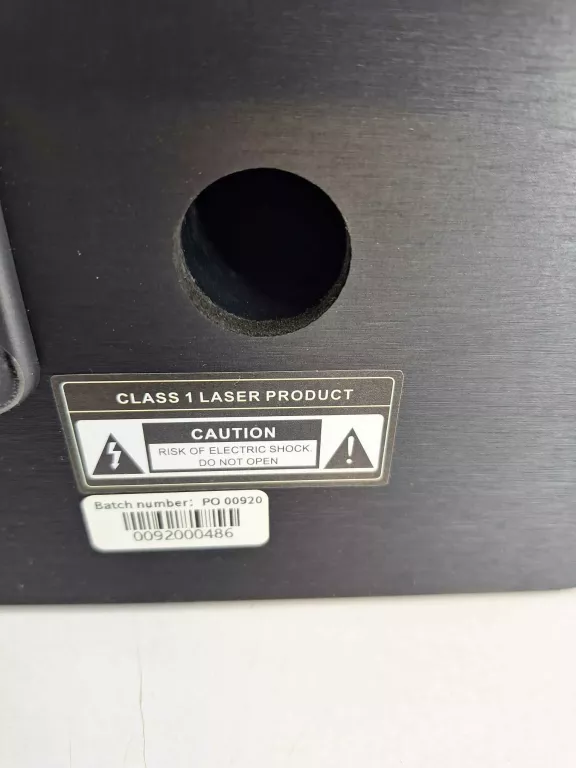 CLASS 1 LASER PRODUCT
CAUTION
RISK OF ELECTRIC SHOCK.
DO NOT OPEN
Batch number: PO 00920
0092000486